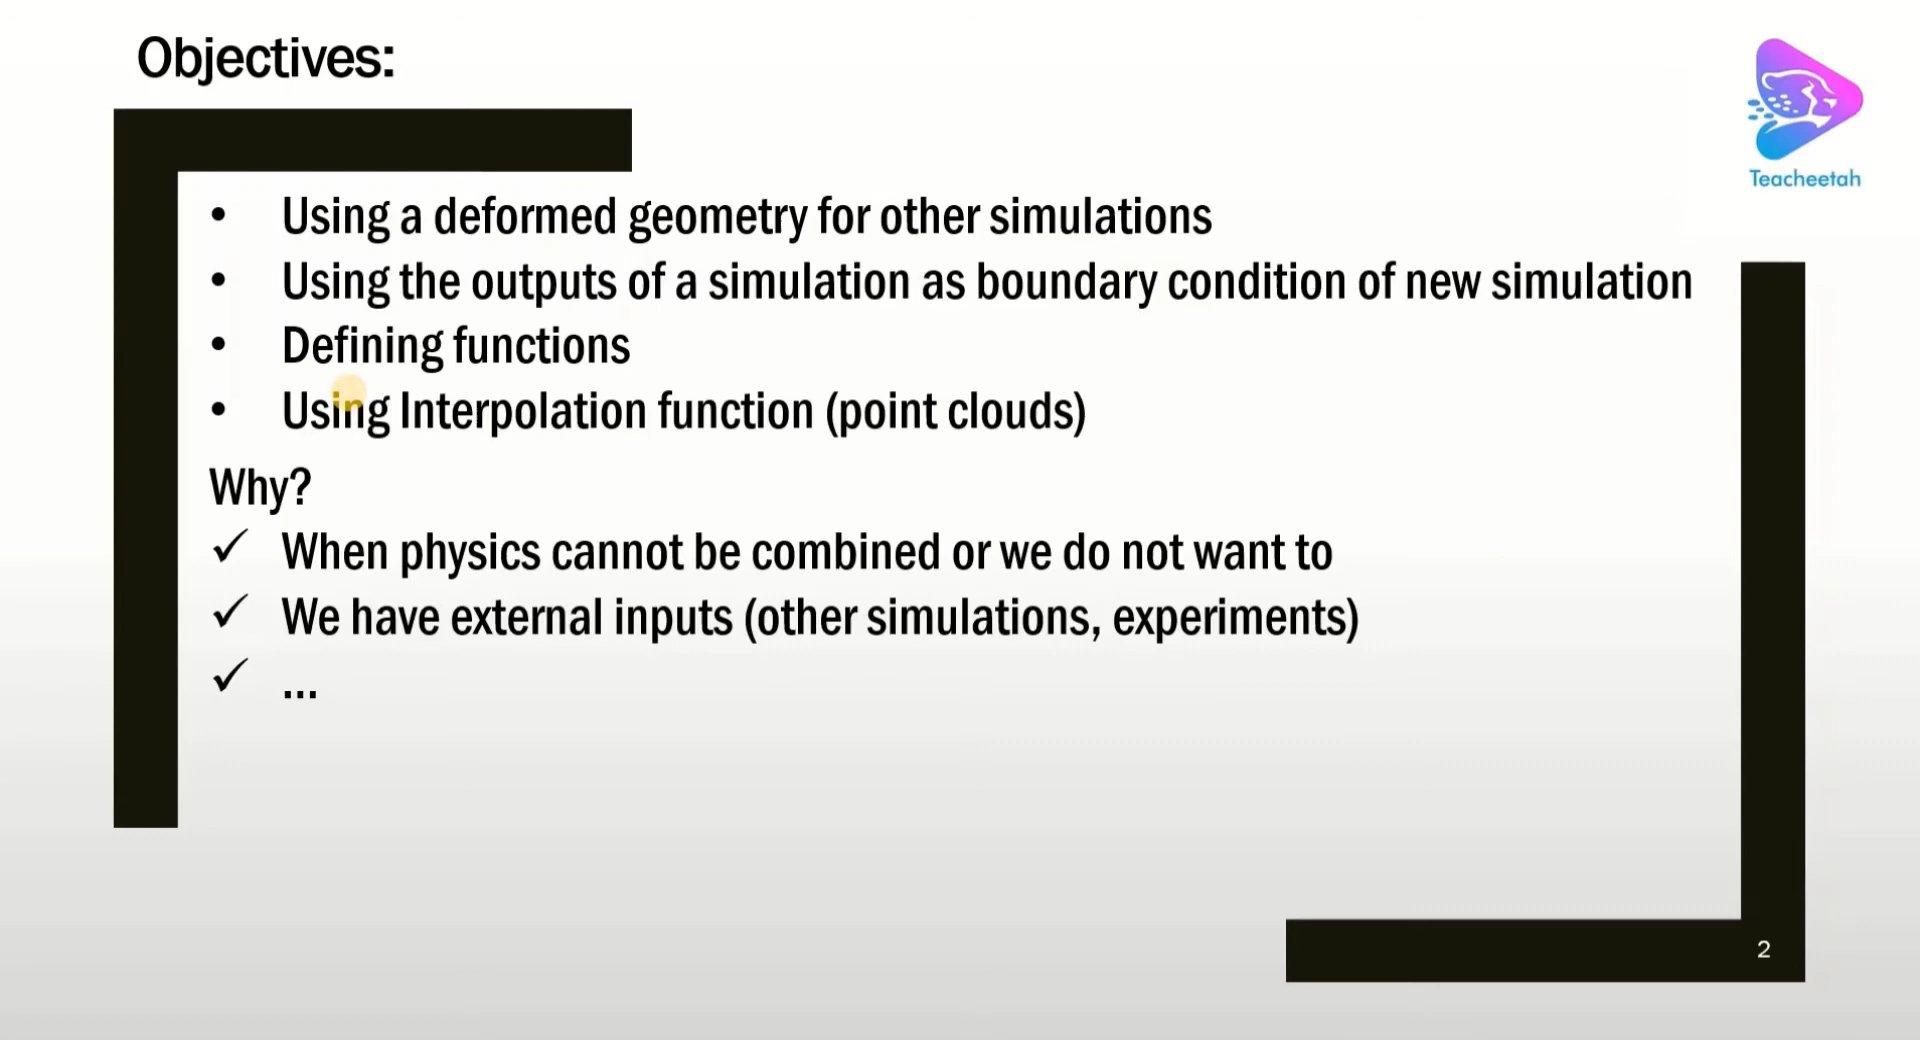 Objectives:
Teacheetah
• Using a deformed geometry for other simulations
• Using the outputs of a simulation as boundary condition of new simulation
• Defining functions
• Using Interpolation function (point clouds)
Why?
✓ When physics cannot be combined or we do not want to
✓ We have external inputs (other simulations, experiments)
✓ ...
2